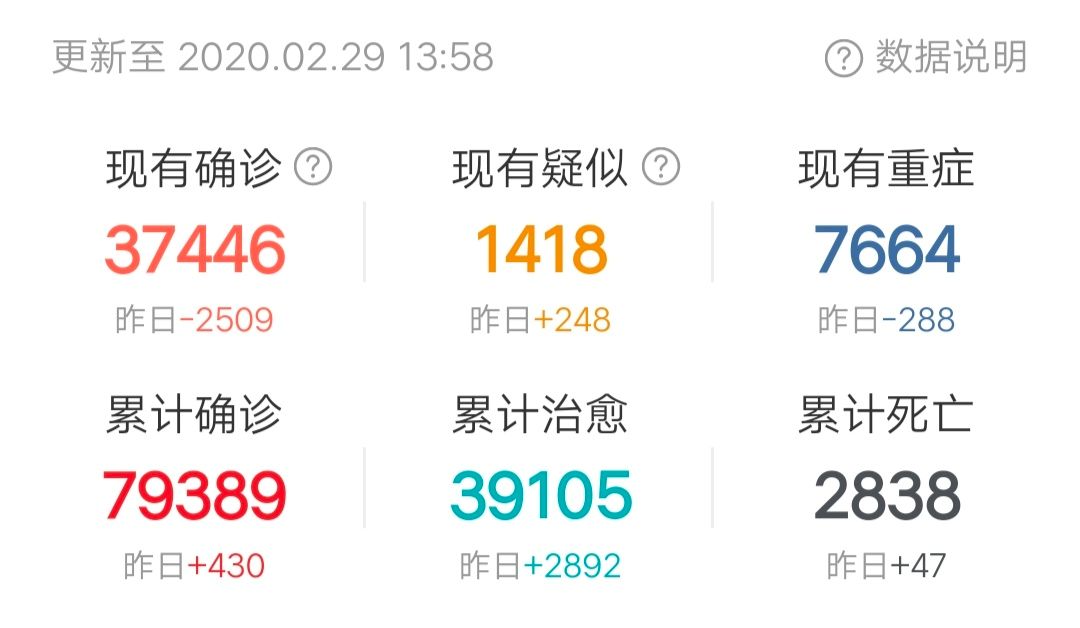 更新至 2020.02.29 13:58 ? 数据说明
现有确诊 ? 现有疑似 ? 现有重症
37446 1418 7664
昨日-2509 昨日+248 昨日-288
累计确诊 累计治愈 累计死亡
79389 39105 2838
昨日+430 昨日+2892 昨日+47